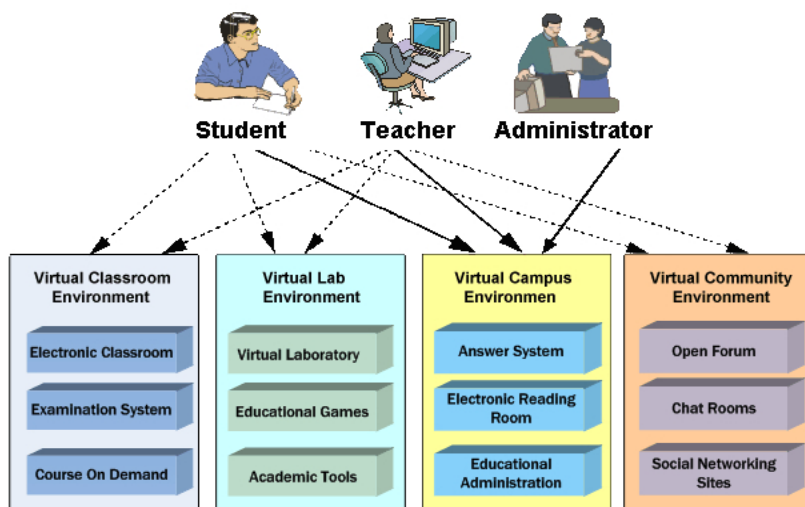 Student
Teacher
Administrator
Virtual Classroom
Environment
Electronic Classroom
Examination System
Course On Demand
Virtual Lab
Environment
Virtual Laboratory
Educational Games
Academic Tools
Virtual Campus
Environmen
Answer System
Electronic Reading
Room
Educational
Administration
Virtual Community
Environment
Open Forum
Chat Rooms
Social Networking
Sites